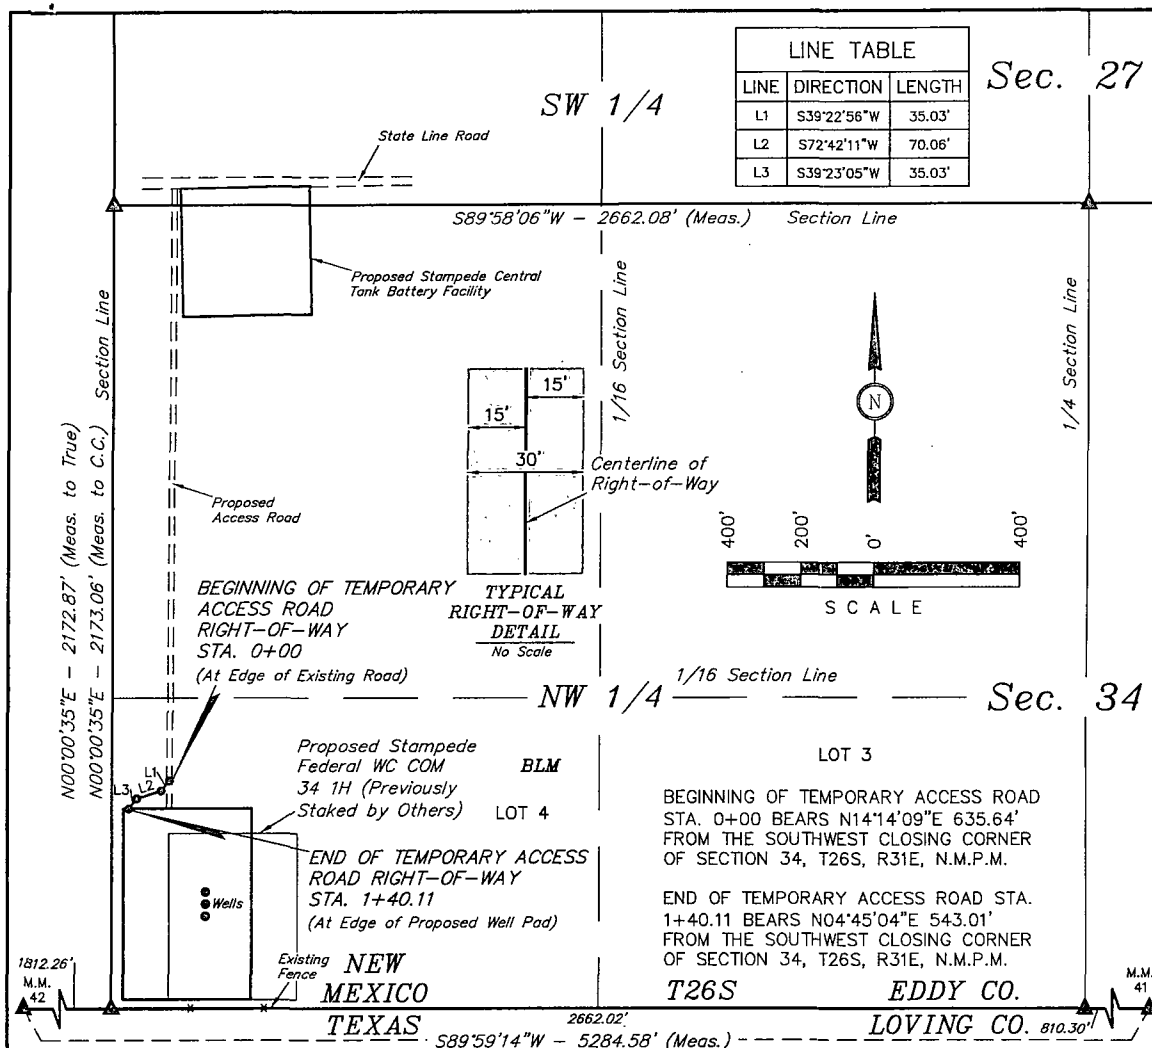 LINE TABLE
LINE DIRECTION LENGTH
L1 S39°22'56"W 35.03'
L2 S72°42'11"W 70.06'
L3 S39°23'05"W 35.03'
Sec. 27
SW 1/4
State Line Road
S89°58'06"W - 2662.08' (Meas.) Section Line
Proposed Stampede Central
Tank Battery Facility
Section Line
1/16 Section Line
1/4 Section Line
N00°00'35"E - 2172.87' (Meas. to True)
N00°00'35"E - 2173.06' (Meas. to C.C.)
Proposed
Access Road
15'
15'
30'
Centerline of
Right-of-Way
TYPICAL
RIGHT-OF-WAY
DETAIL
No Scale
N
400'
200'
0'
400'
SCALE
BEGINNING OF TEMPORARY
ACCESS ROAD
RIGHT-OF-WAY
STA. 0+00
(At Edge of Existing Road)
1/16 Section Line
NW 1/4
Sec. 34
L1
L2
L3
Proposed Stampede
Federal WC COM
34 1H (Previously
Staked by Others)
BLM
LOT 4
LOT 3
END OF TEMPORARY ACCESS
ROAD RIGHT-OF-WAY
STA. 1+40.11
(At Edge of Proposed Well Pad)
Wells
BEGINNING OF TEMPORARY ACCESS ROAD
STA. 0+00 BEARS N14°14'09"E 635.64'
FROM THE SOUTHWEST CLOSING CORNER
OF SECTION 34, T26S, R31E, N.M.P.M.
END OF TEMPORARY ACCESS ROAD STA.
1+40.11 BEARS N04°45'04"E 543.01'
FROM THE SOUTHWEST CLOSING CORNER
OF SECTION 34, T26S, R31E, N.M.P.M.
Existing
Fence
1812.26'
M.M.
42
NEW
MEXICO
TEXAS
T26S
EDDY CO.
LOVING CO.
M.M.
41
2662.02'
810.30'
S89°59'14"W - 5284.58' (Meas.)